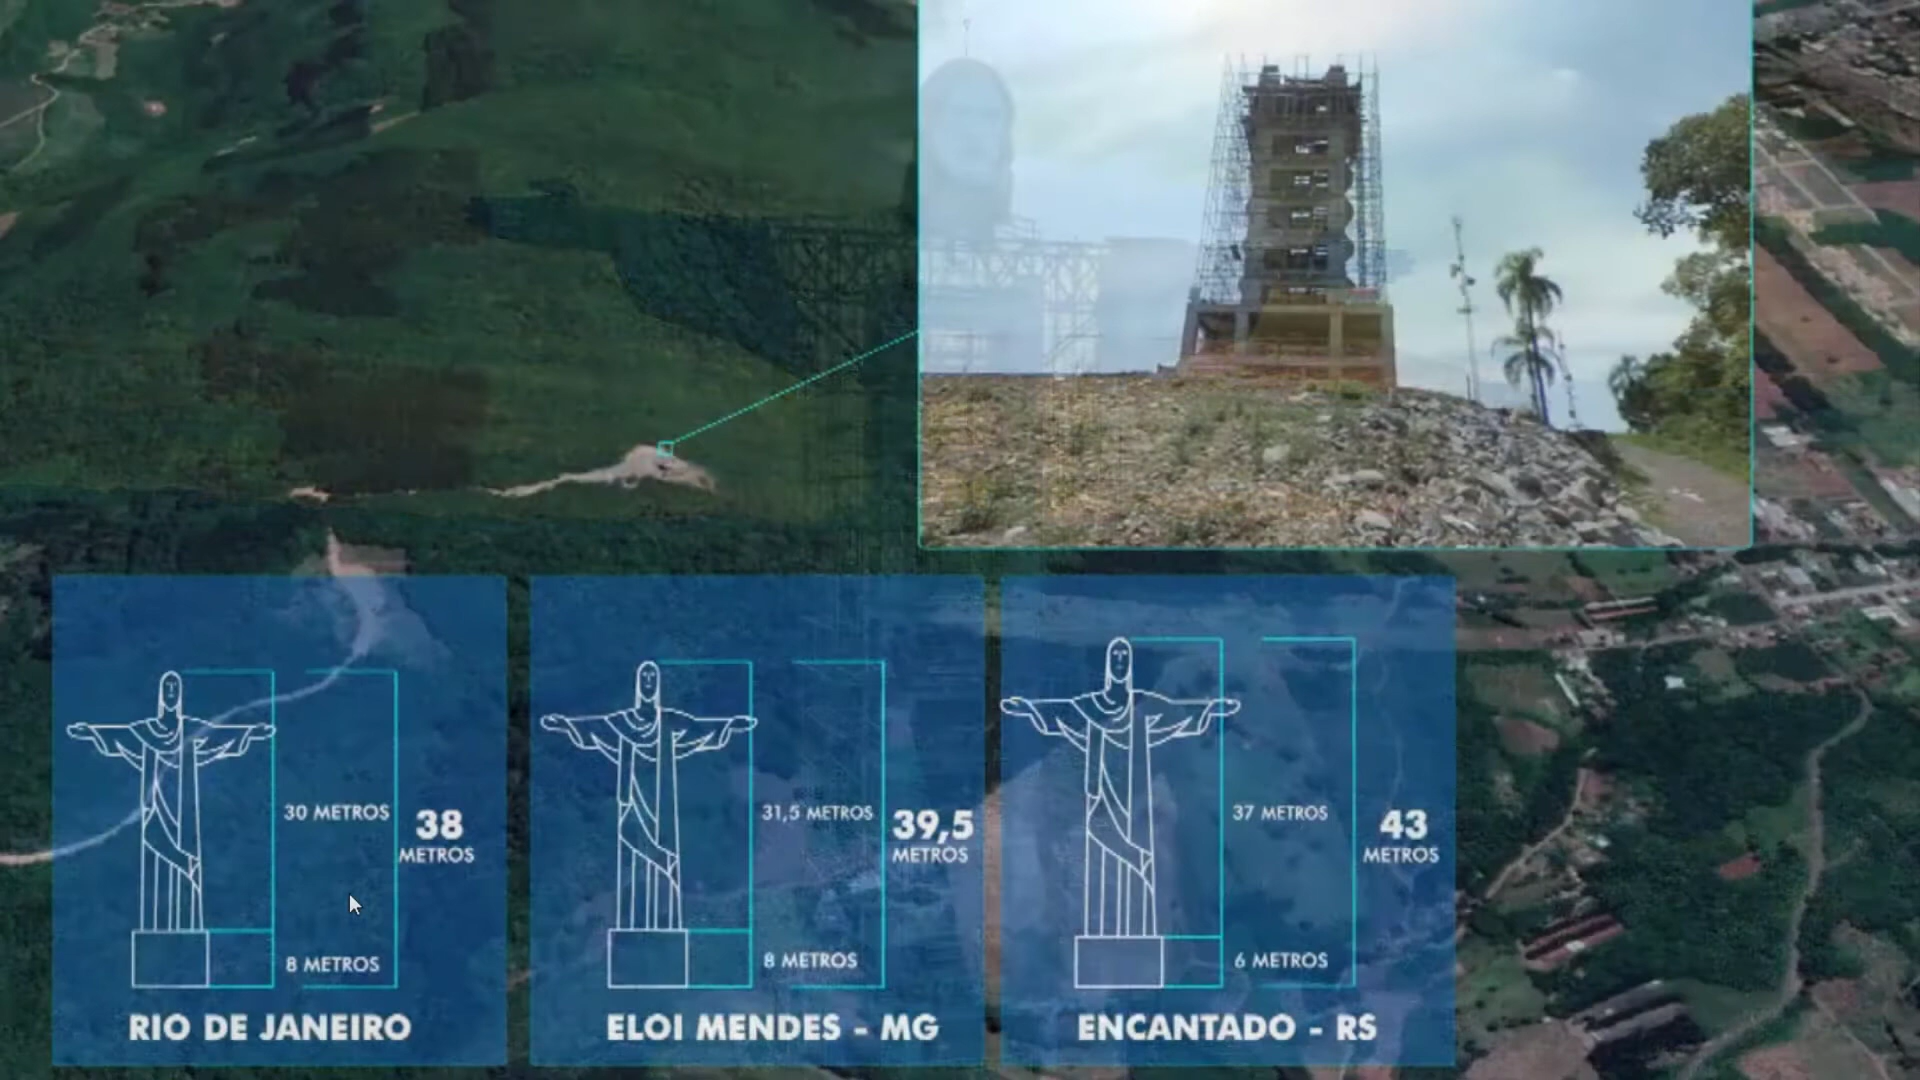 30 METROS
38
METROS
8 METROS
RIO DE JANEIRO
31,5 METROS
39,5
METROS
8 METROS
ELOI MENDES - MG
37 METROS
43
METROS
6 METROS
ENCANTADO - RS